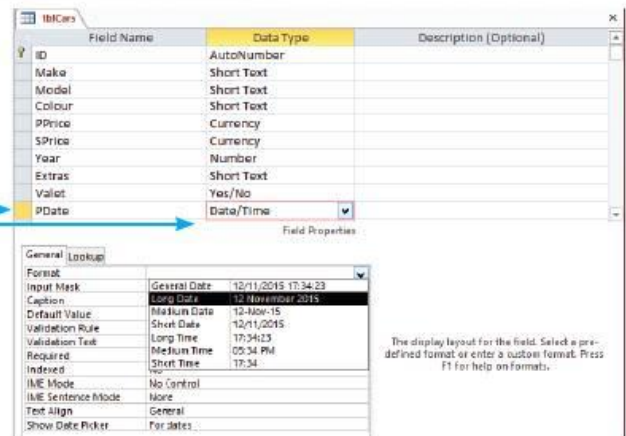 tblCars
Field Name Data Type Description (Optional)
ID AutoNumber
Make Short Text
Model Short Text
Colour Short Text
PPrice Currency
SPrice Currency
Year Number
Extras Short Text
Valet Yes/No
PDate Date/Time
Field Properties
General Lookup
Format
Input Mask General Date 12/11/2015 17:34:23
Caption Long Date 12 November 2015
Default Value Medium Date 12-Nov-15
Validation Rule Short Date 12/11/2015
Validation Text Long Time 17:34:23
Required Medium Time 05:34 PM
Indexed Short Time 17:34
IME Mode No Control
IME Sentence Mode None
Text Align General
Show Date Picker For dates
The display layout for the field. Select a pre-
defined format or enter a custom format. Press
F1 for help on formats.